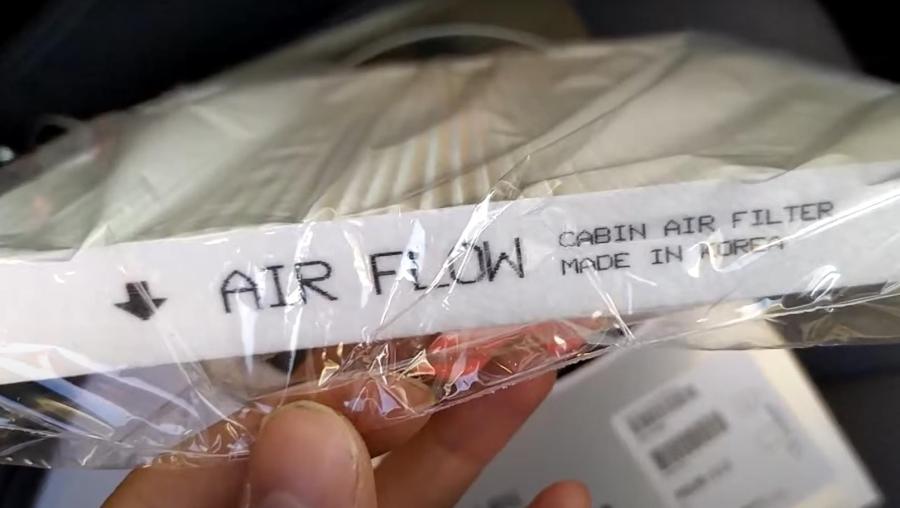 AIR FLOW
CABIN AIR FILTER
MADE IN KOREA